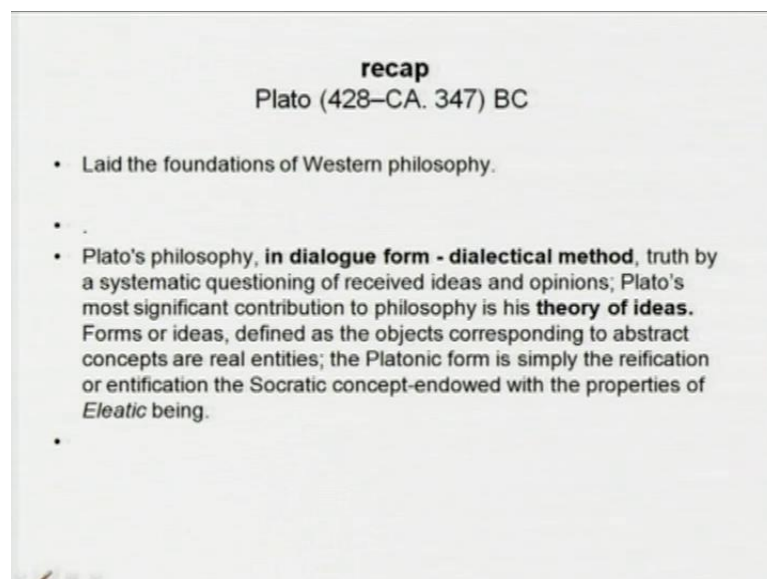 recap
Plato (428–CA. 347) BC
• Laid the foundations of Western philosophy.
• .
• Plato's philosophy, in dialogue form - dialectical method, truth by
a systematic questioning of received ideas and opinions; Plato's
most significant contribution to philosophy is his theory of ideas.
Forms or ideas, defined as the objects corresponding to abstract
concepts are real entities; the Platonic form is simply the reification
or entification the Socratic concept-endowed with the properties of
Eleatic being.
•